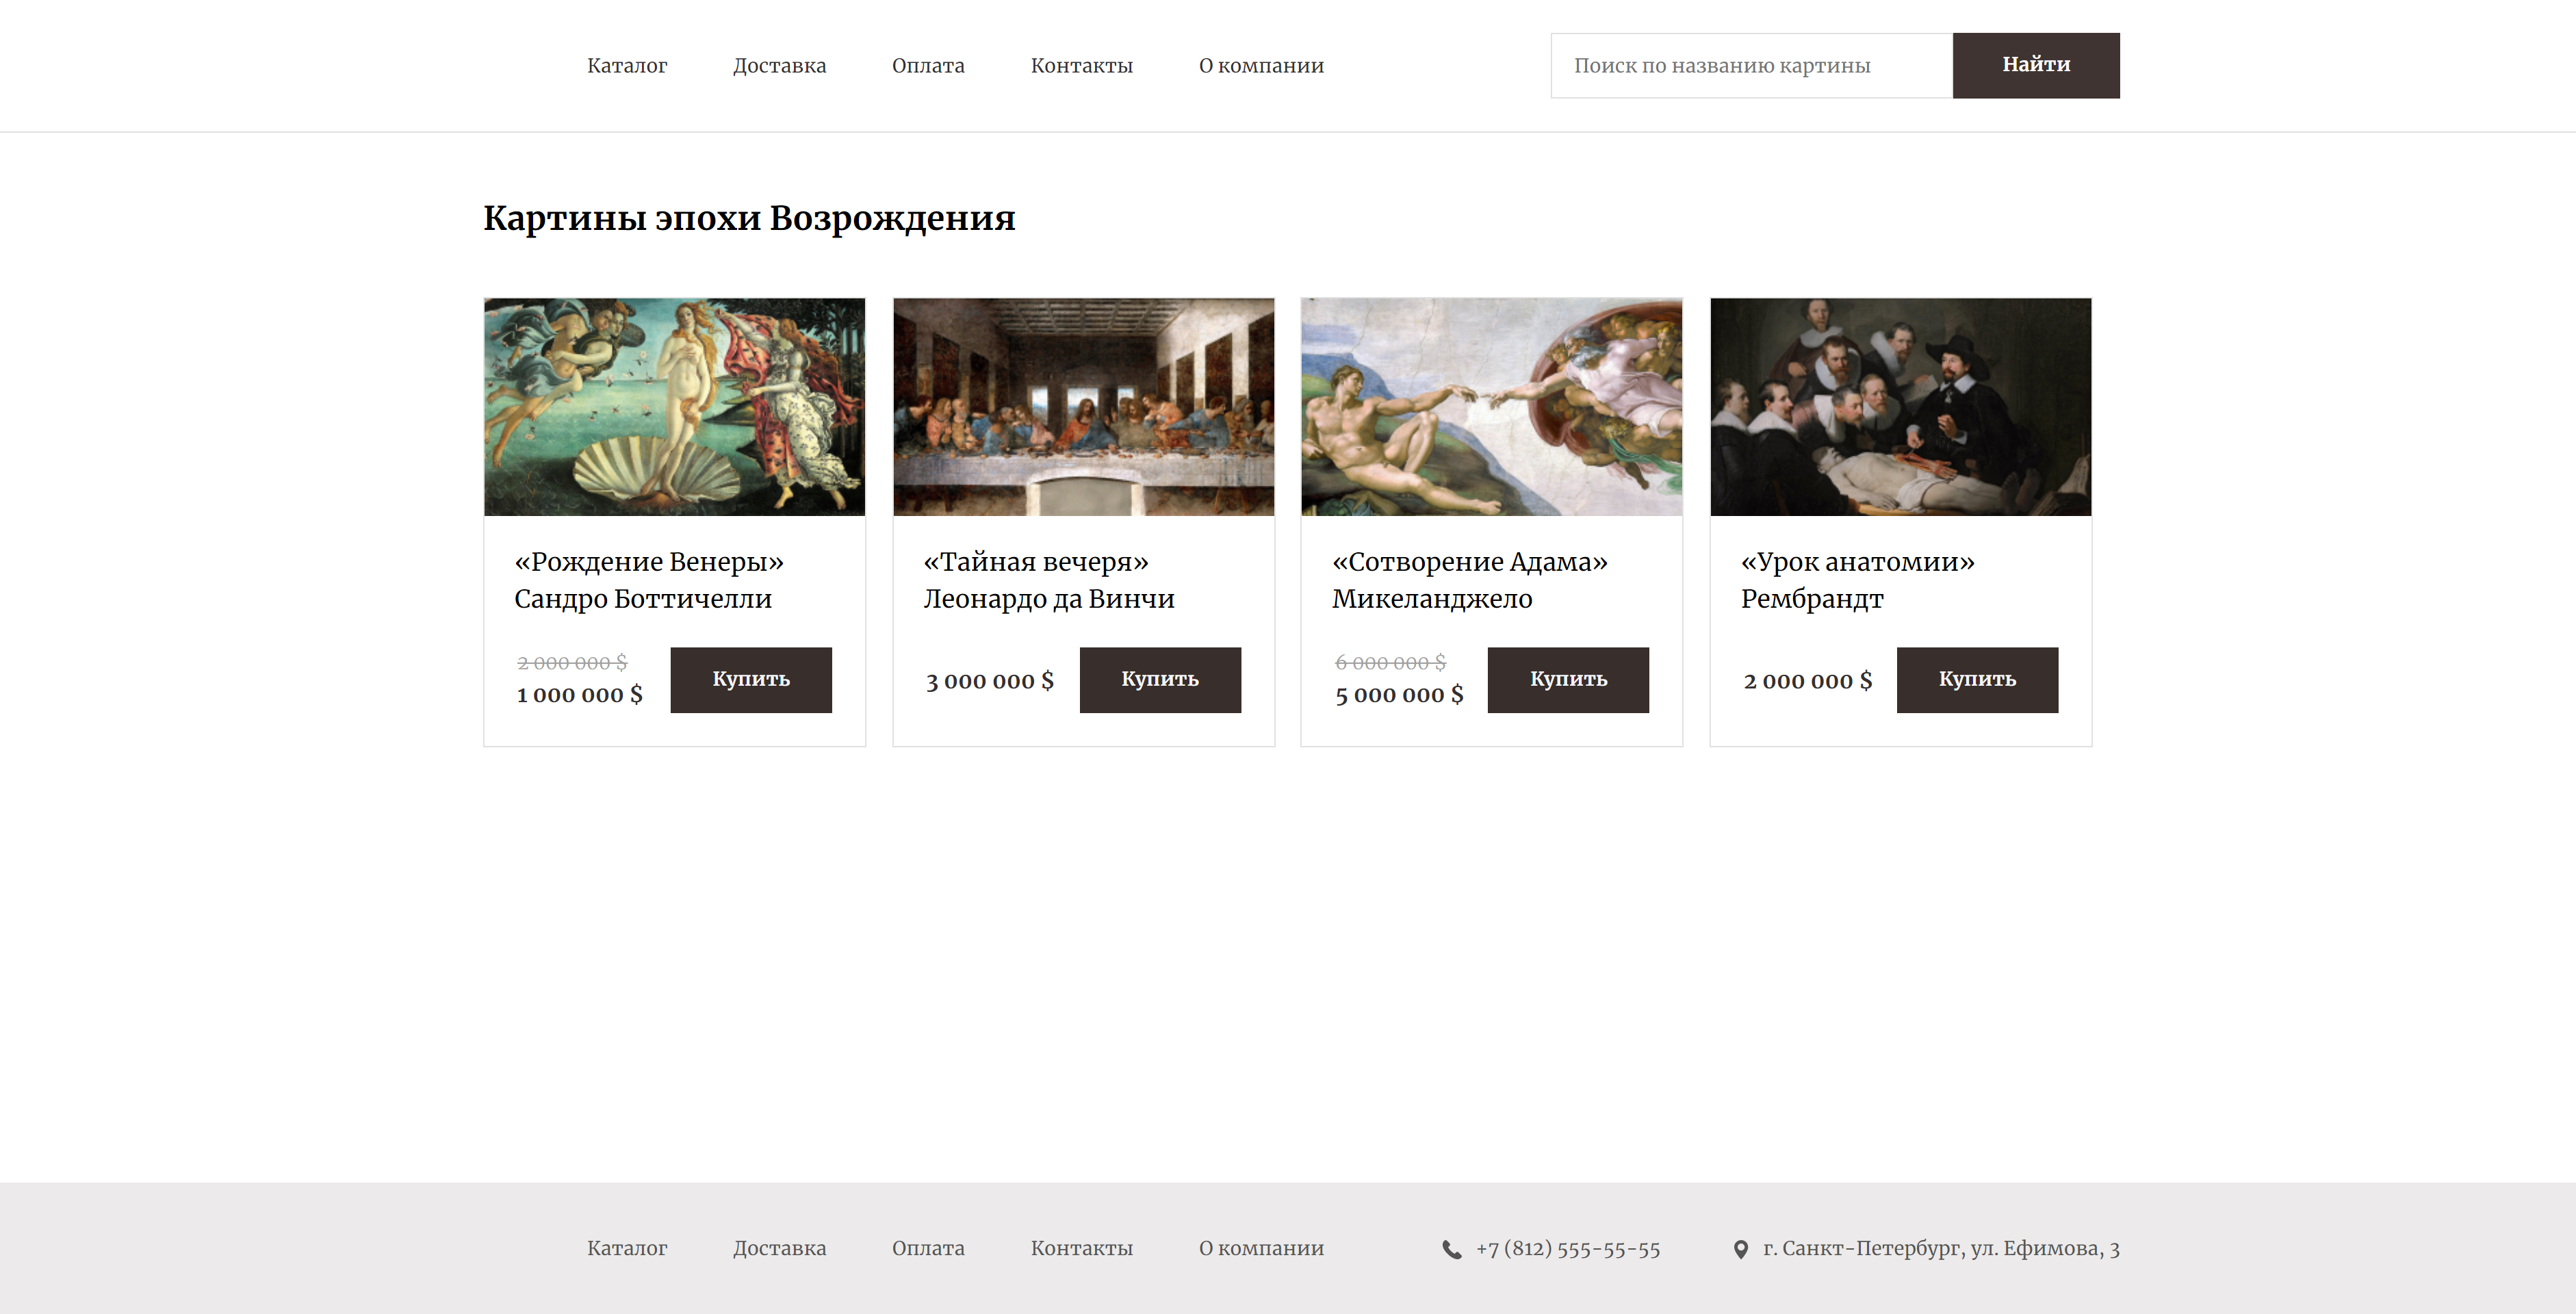 Каталог Доставка Оплата Контакты О компании Поиск по названию картины Найти
Картины эпохи Возрождения
«Рождение Венеры»
Сандро Боттичелли
2 000 000 $
1 000 000 $
Купить
«Тайная вечеря»
Леонардо да Винчи
3 000 000 $
Купить
«Сотворение Адама»
Микеланджело
6 000 000 $
5 000 000 $
Купить
«Урок анатомии»
Рембрандт
2 000 000 $
Купить
Каталог Доставка Оплата Контакты О компании +7 (812) 555-55-55 г. Санкт-Петербург, ул. Ефимова, 3